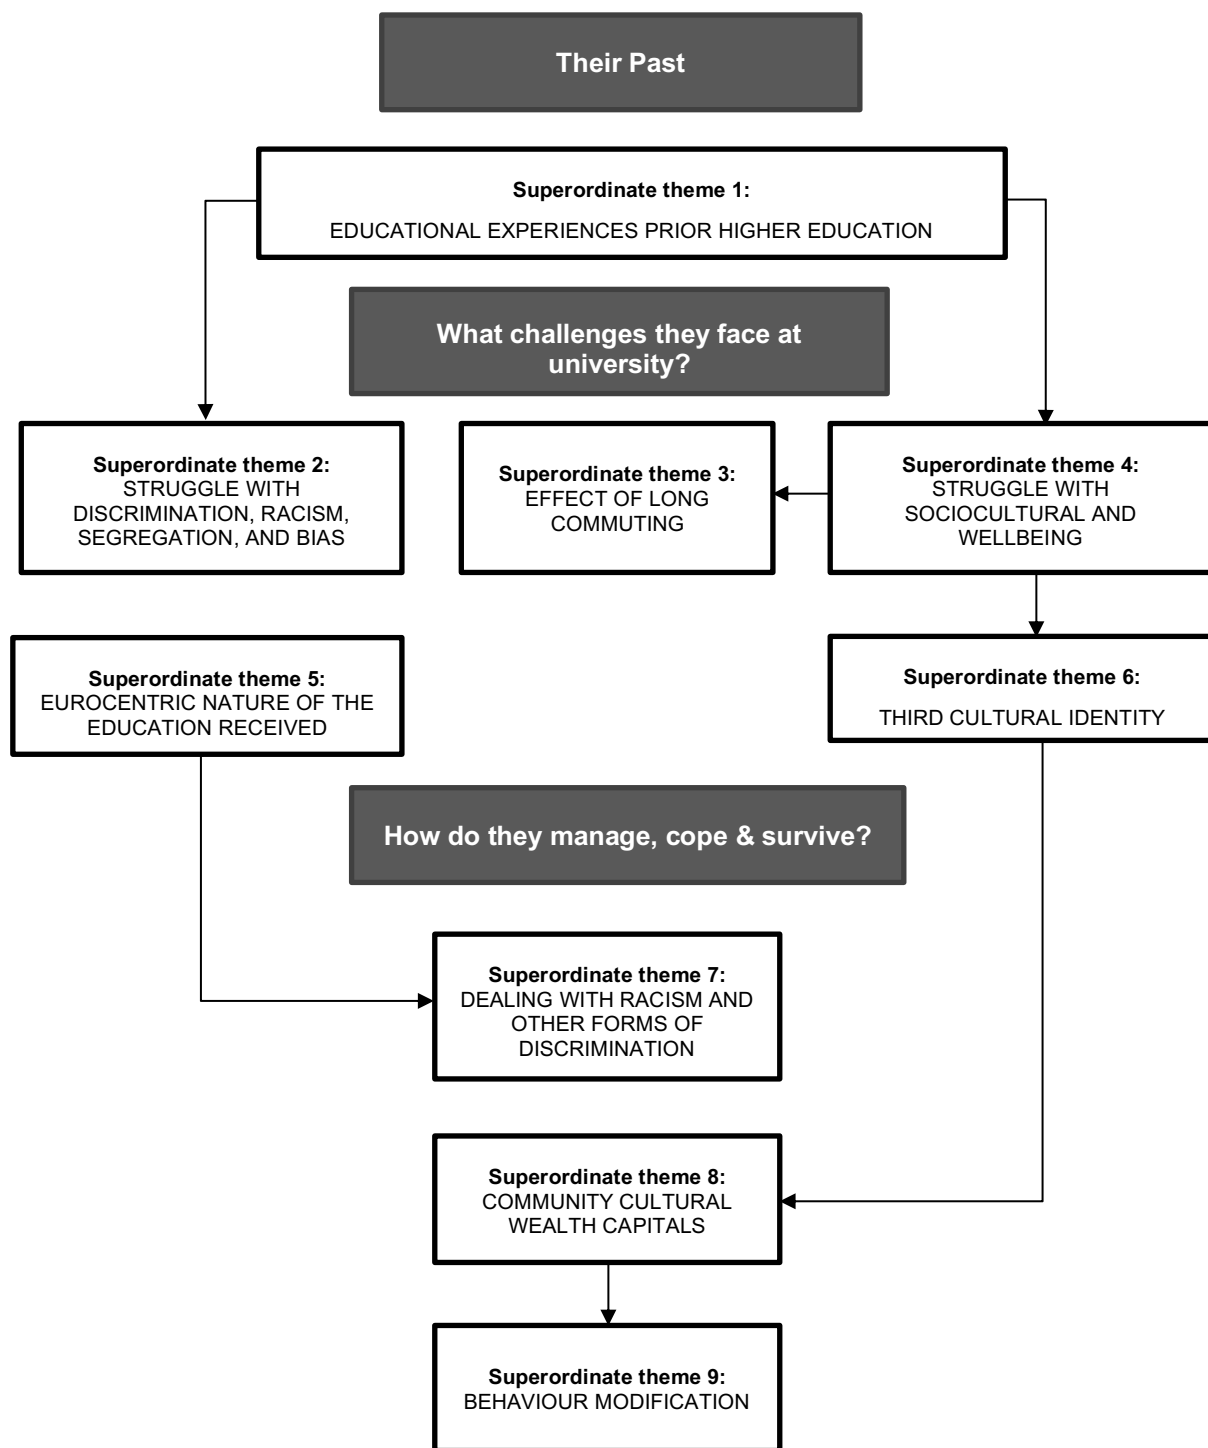 Their Past
Superordinate theme 1:
EDUCATIONAL EXPERIENCES PRIOR HIGHER EDUCATION
What challenges they face at
university?
Superordinate theme 2:
STRUGGLE WITH
DISCRIMINATION, RACISM,
SEGREGATION, AND BIAS
Superordinate theme 3:
EFFECT OF LONG
COMMUTING
Superordinate theme 4:
STRUGGLE WITH
SOCIOCULTURAL AND
WELLBEING
Superordinate theme 5:
EUROCENTRIC NATURE OF THE
EDUCATION RECEIVED
Superordinate theme 6:
THIRD CULTURAL IDENTITY
How do they manage, cope & survive?
Superordinate theme 7:
DEALING WITH RACISM AND
OTHER FORMS OF
DISCRIMINATION
Superordinate theme 8:
COMMUNITY CULTURAL
WEALTH CAPITALS
Superordinate theme 9:
BEHAVIOUR MODIFICATION